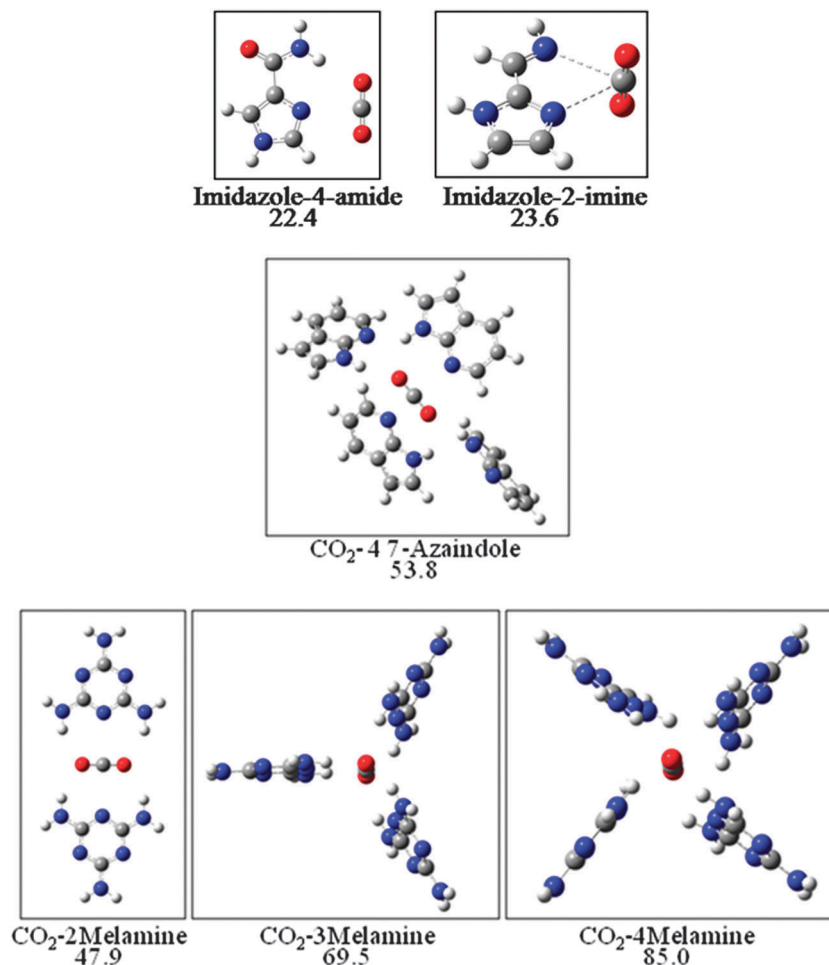 Imidazole-4-amide
22.4
Imidazole-2-imine
23.6
CO₂-4 7-Azaindole
53.8
CO₂-2Melamine
47.9
CO₂-3Melamine
69.5
CO₂-4Melamine
85.0